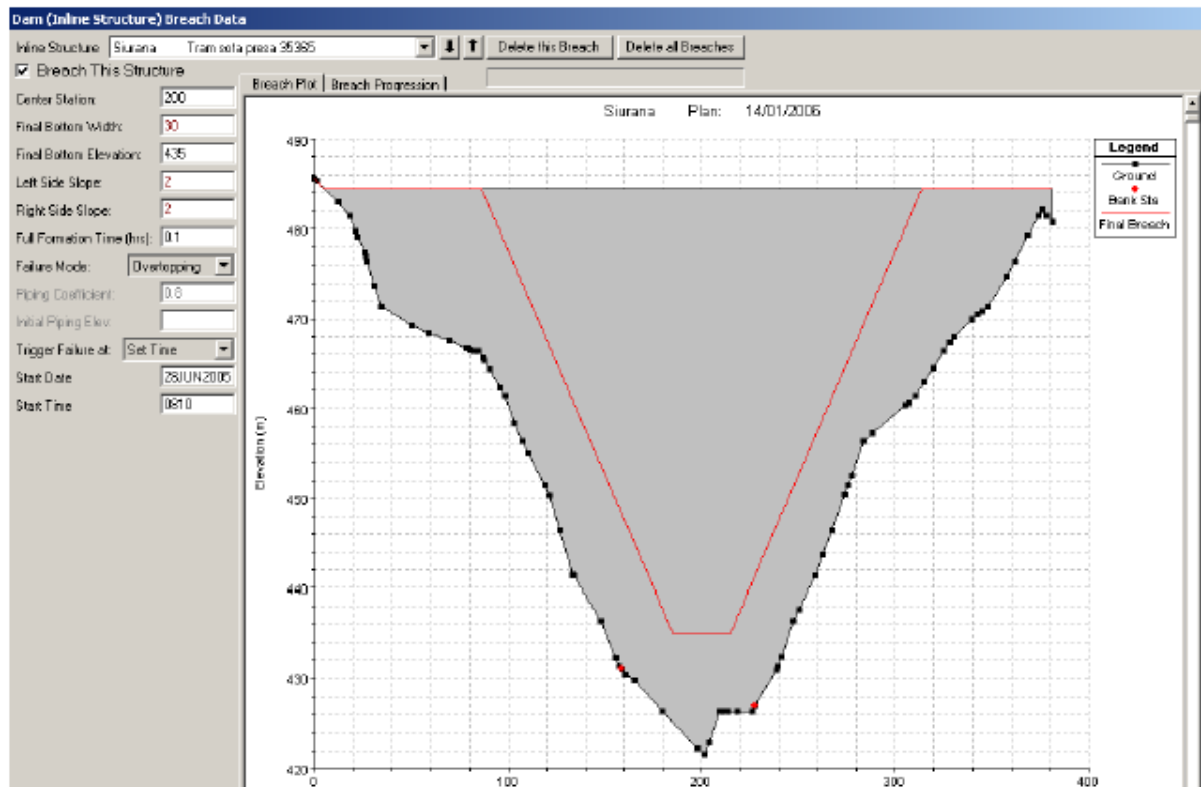 Dam (Inline Structure) Breach Data
Inline Structure Siurana Tram sota presa 35365 Delete this Breach Delete all Breaches
Breach This Structure
Breach Plot Breach Progression
Center Station: 200
Final Bottom Width: 30
Final Bottom Elevation: 435
Left Side Slope: 2
Right Side Slope: 2
Full Formation Time (hrs): 0.1
Failure Mode: Overtopping
Piping Coefficient: 0.8
Initial Piping Elev:
Trigger Failure at: Set Time
Start Date 28JUN2005
Start Time 0810
Siurana Plan: 14/01/2006
Legend
Ground
Bank Sta
Final Breach
Elevation (m)
490
480
470
460
450
440
430
420
0 100 200 300 400